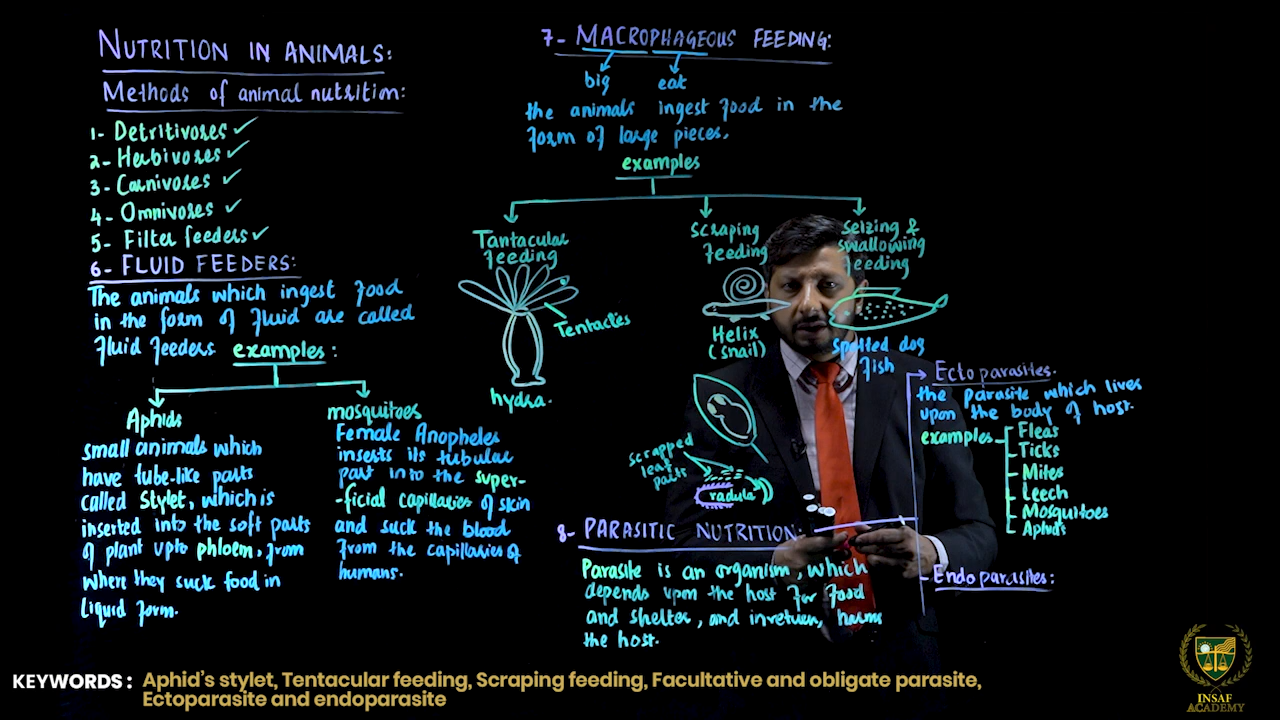 NUTRITION IN ANIMALS:
Methods of animal nutrition:
1- Detritivores ✓
2- Herbivores ✓
3- Carnivores ✓
4- Omnivores ✓
5- Filter feeders ✓
6- FLUID FEEDERS:
The animals which ingest food
in the form of fluid are called
fluid feeders. examples:
Aphids
small animals which
have tube-like parts
called stylet, which is
inserted into the soft parts
of plant upto phloem, from
where they suck food in
liquid form.
mosquitoes
Female Anopheles
insests its tubular
part into the super-
-ficial capillaries of skin
and suck the blood
from the capillaries of
humans.
7- MACROPHAGEOUS FEEDING:
big eat
the animals ingest food in the
form of large pieces.
examples
Tantacular
feeding
Tentacles
hydra.
scraping
feeding
Helix
(snail)
scrapped
leaf
parts
radula
seizing &
swallowing
feeding
spotted dog
fish
8- PARASITIC NUTRITION:
Parasite is an organism, which
depends upon the host for food
and shelter, and inreturn, harms
the host.
Ecto parasites.
the parasite which lives
upon the body of host.
examples
Fleas
Ticks
Mites
Leech
Mosquitoes
Aphids
Endo parasites:
KEYWORDS : Aphid's stylet, Tentacular feeding, Scraping feeding, Facultative and obligate parasite,
Ectoparasite and endoparasite
INSAF
ACADEMY